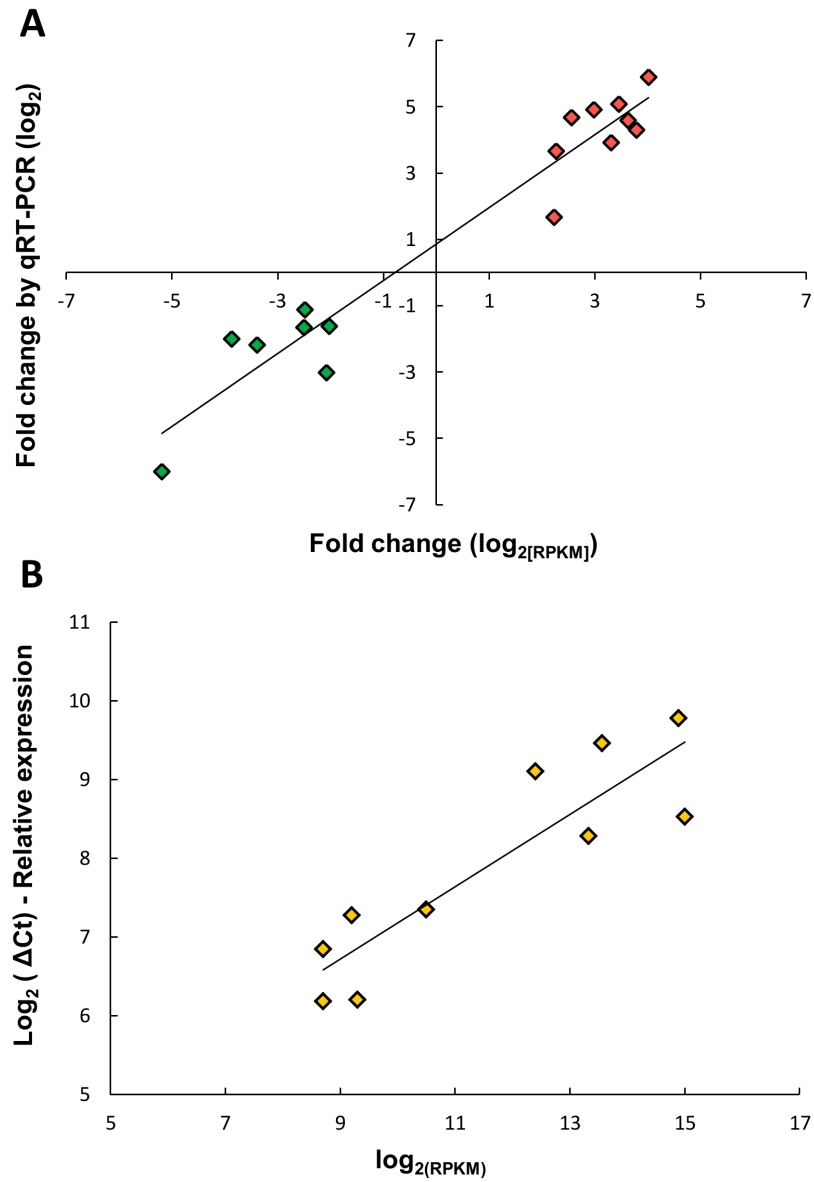 A
Fold change by qRT-PCR (log2)
7
5
3
1
-7 -5 -3 -1 1 3 5 7
-1
-3
-5
-7
Fold change (log2[RPKM])
B
Log2 ( ΔCt) - Relative expression
11
10
9
8
7
6
5
5 7 9 11 13 15 17
log2(RPKM)